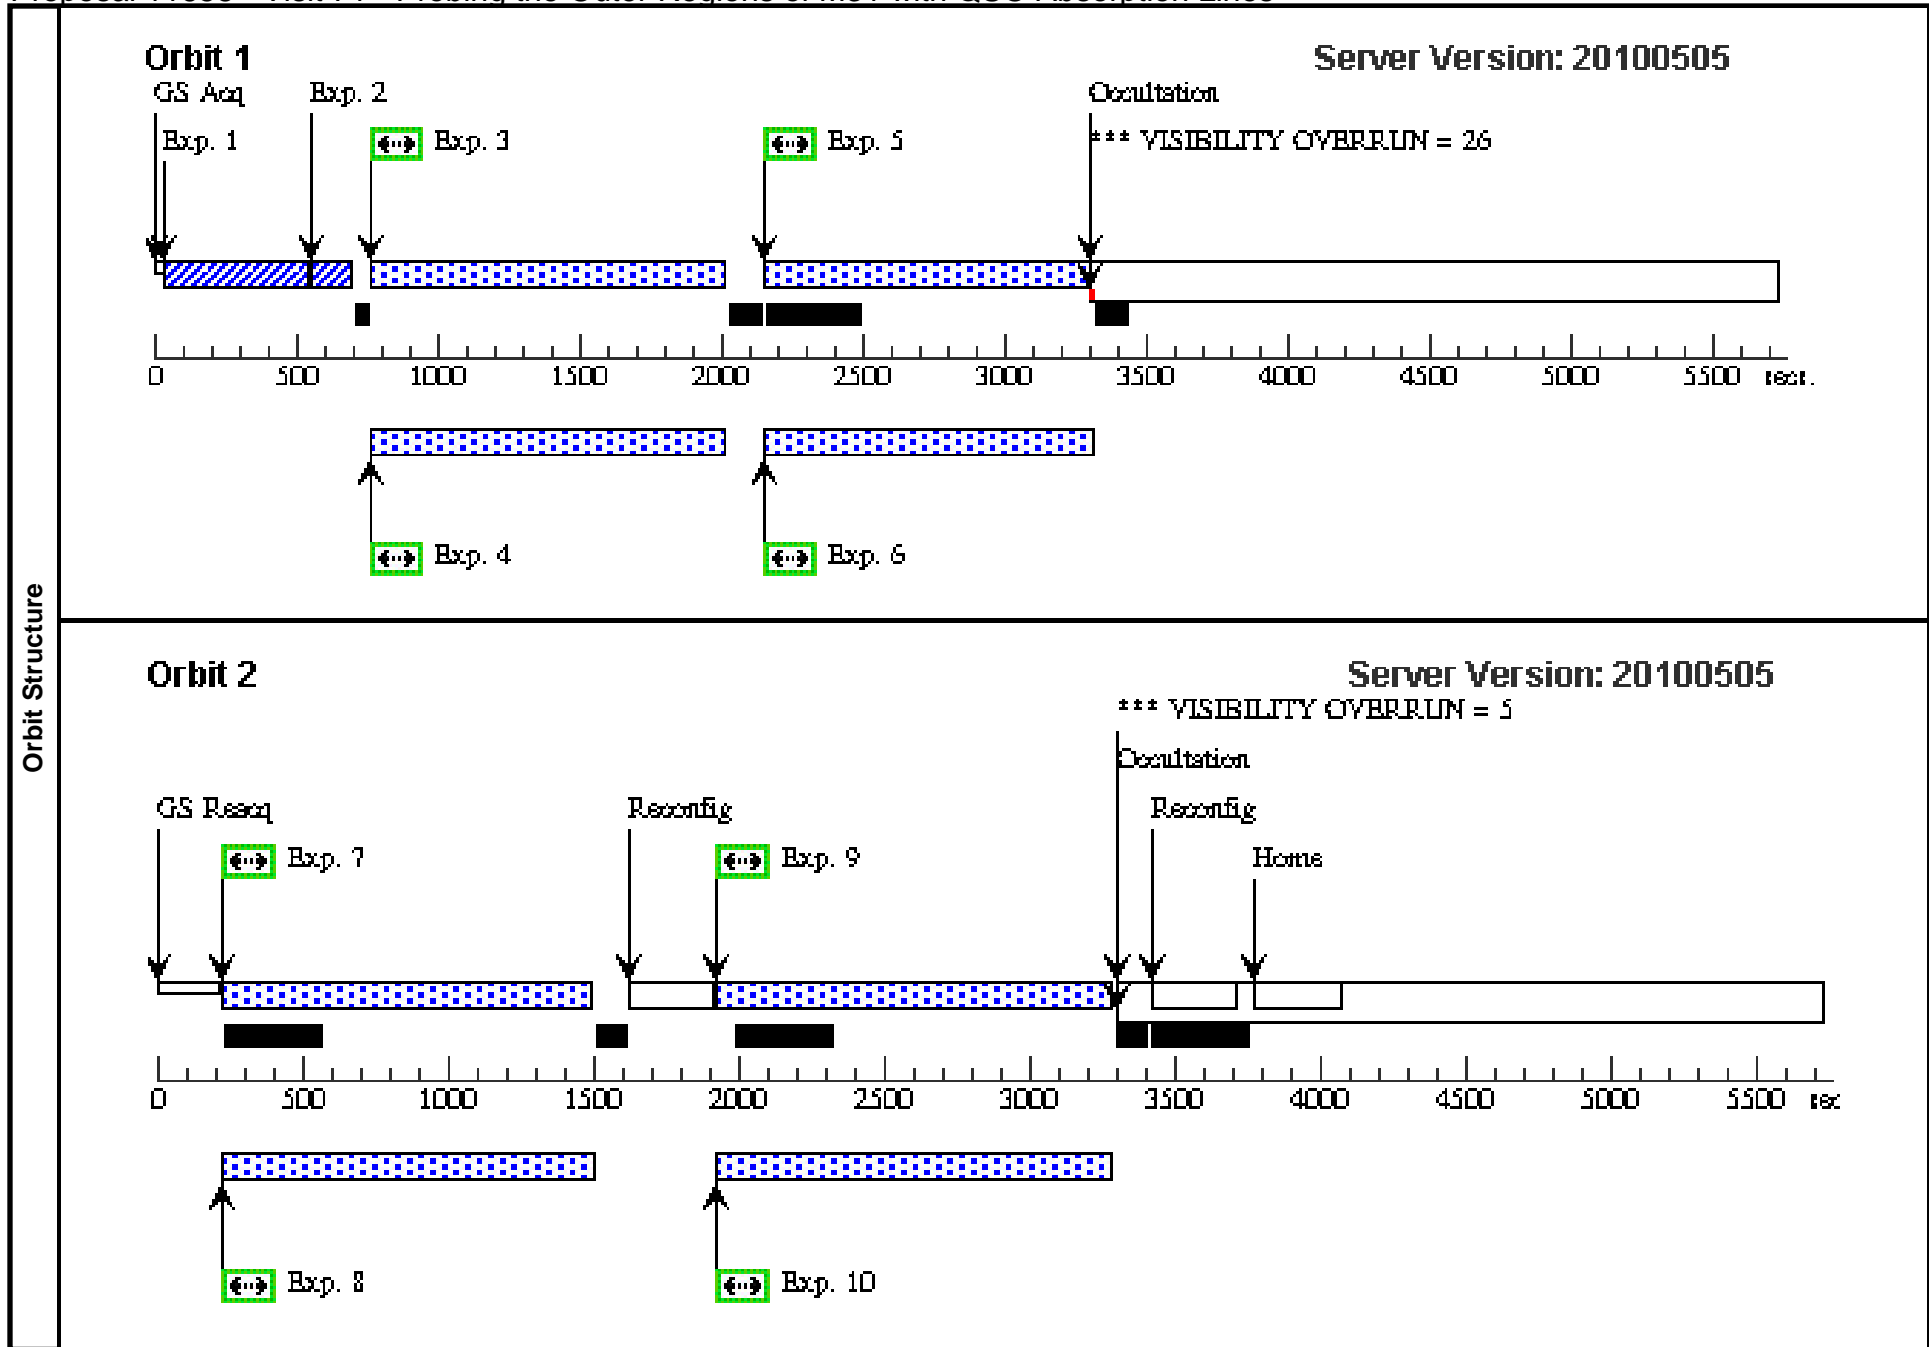 Orbit 1
Server Version: 20100505
GS Acq
Exp. 2
Occultation
Exp. 1
Exp. 3
Exp. 5
*** VISIBILITY OVERRUN = 26
0 500 1000 1500 2000 2500 3000 3500 4000 4500 5000 5500 secs.
Exp. 4
Exp. 6
Orbit Structure
Orbit 2
Server Version: 20100505
*** VISIBILITY OVERRUN = 5
Occultation
GS Reacq
Reconfig
Reconfig
Exp. 7
Exp. 9
Home
0 500 1000 1500 2000 2500 3000 3500 4000 4500 5000 5500 sec
Exp. 8
Exp. 10